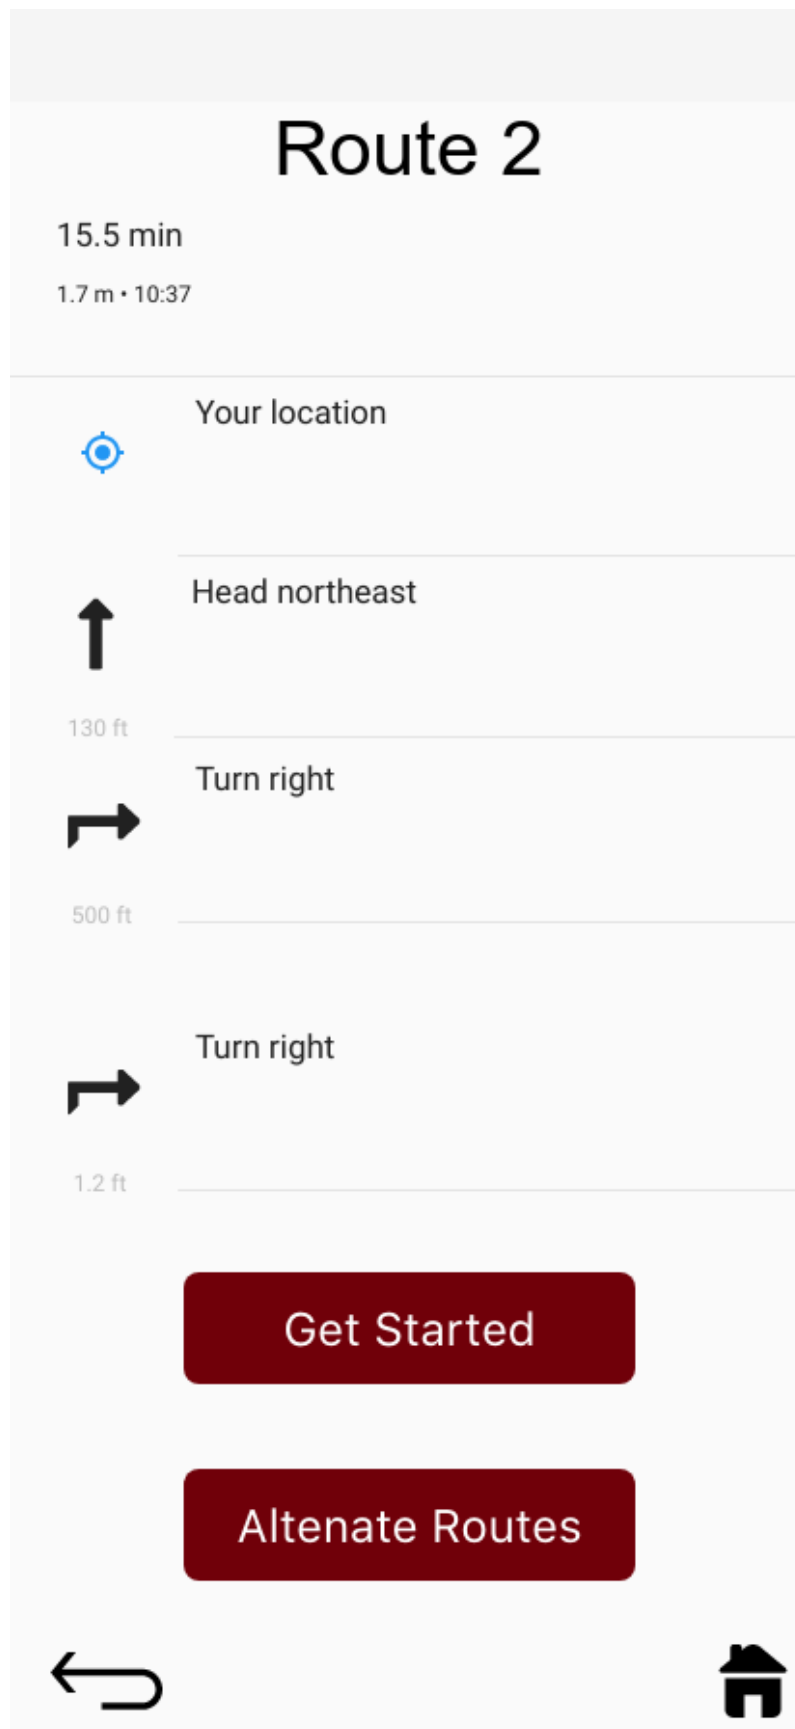 Route 2
15.5 min
1.7 m • 10:37
Your location
Head northeast
130 ft
Turn right
500 ft
Turn right
1.2 ft
Get Started
Altenate Routes